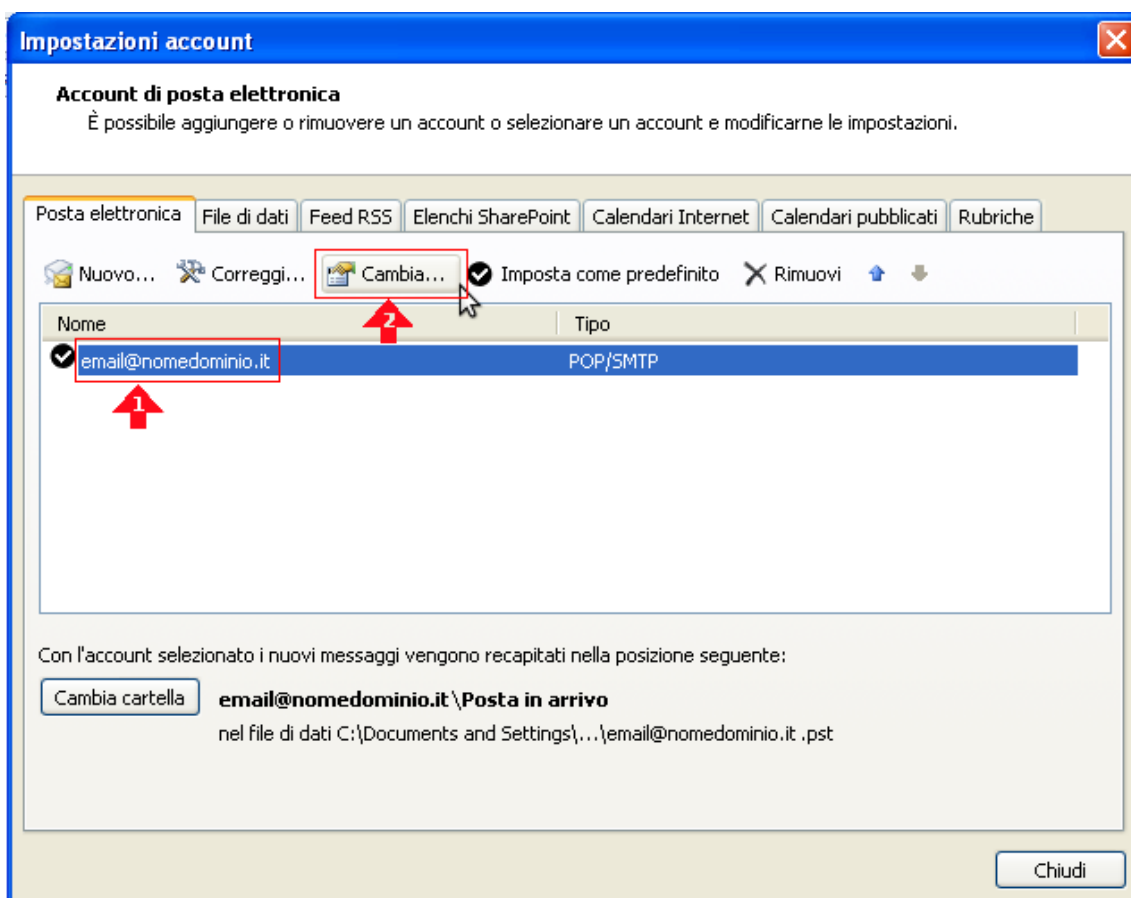 Impostazioni account
Account di posta elettronica
È possibile aggiungere o rimuovere un account o selezionare un account e modificarne le impostazioni.
Posta elettronica File di dati Feed RSS Elenchi SharePoint Calendari Internet Calendari pubblicati Rubriche
Nuovo... Correggi... Cambia... Imposta come predefinito Rimuovi
2
Nome Tipo
email@nomedominio.it POP/SMTP
1
Con l'account selezionato i nuovi messaggi vengono recapitati nella posizione seguente:
Cambia cartella email@nomedominio.it\Posta in arrivo
nel file di dati C:\Documents and Settings\...\email@nomedominio.it .pst
Chiudi